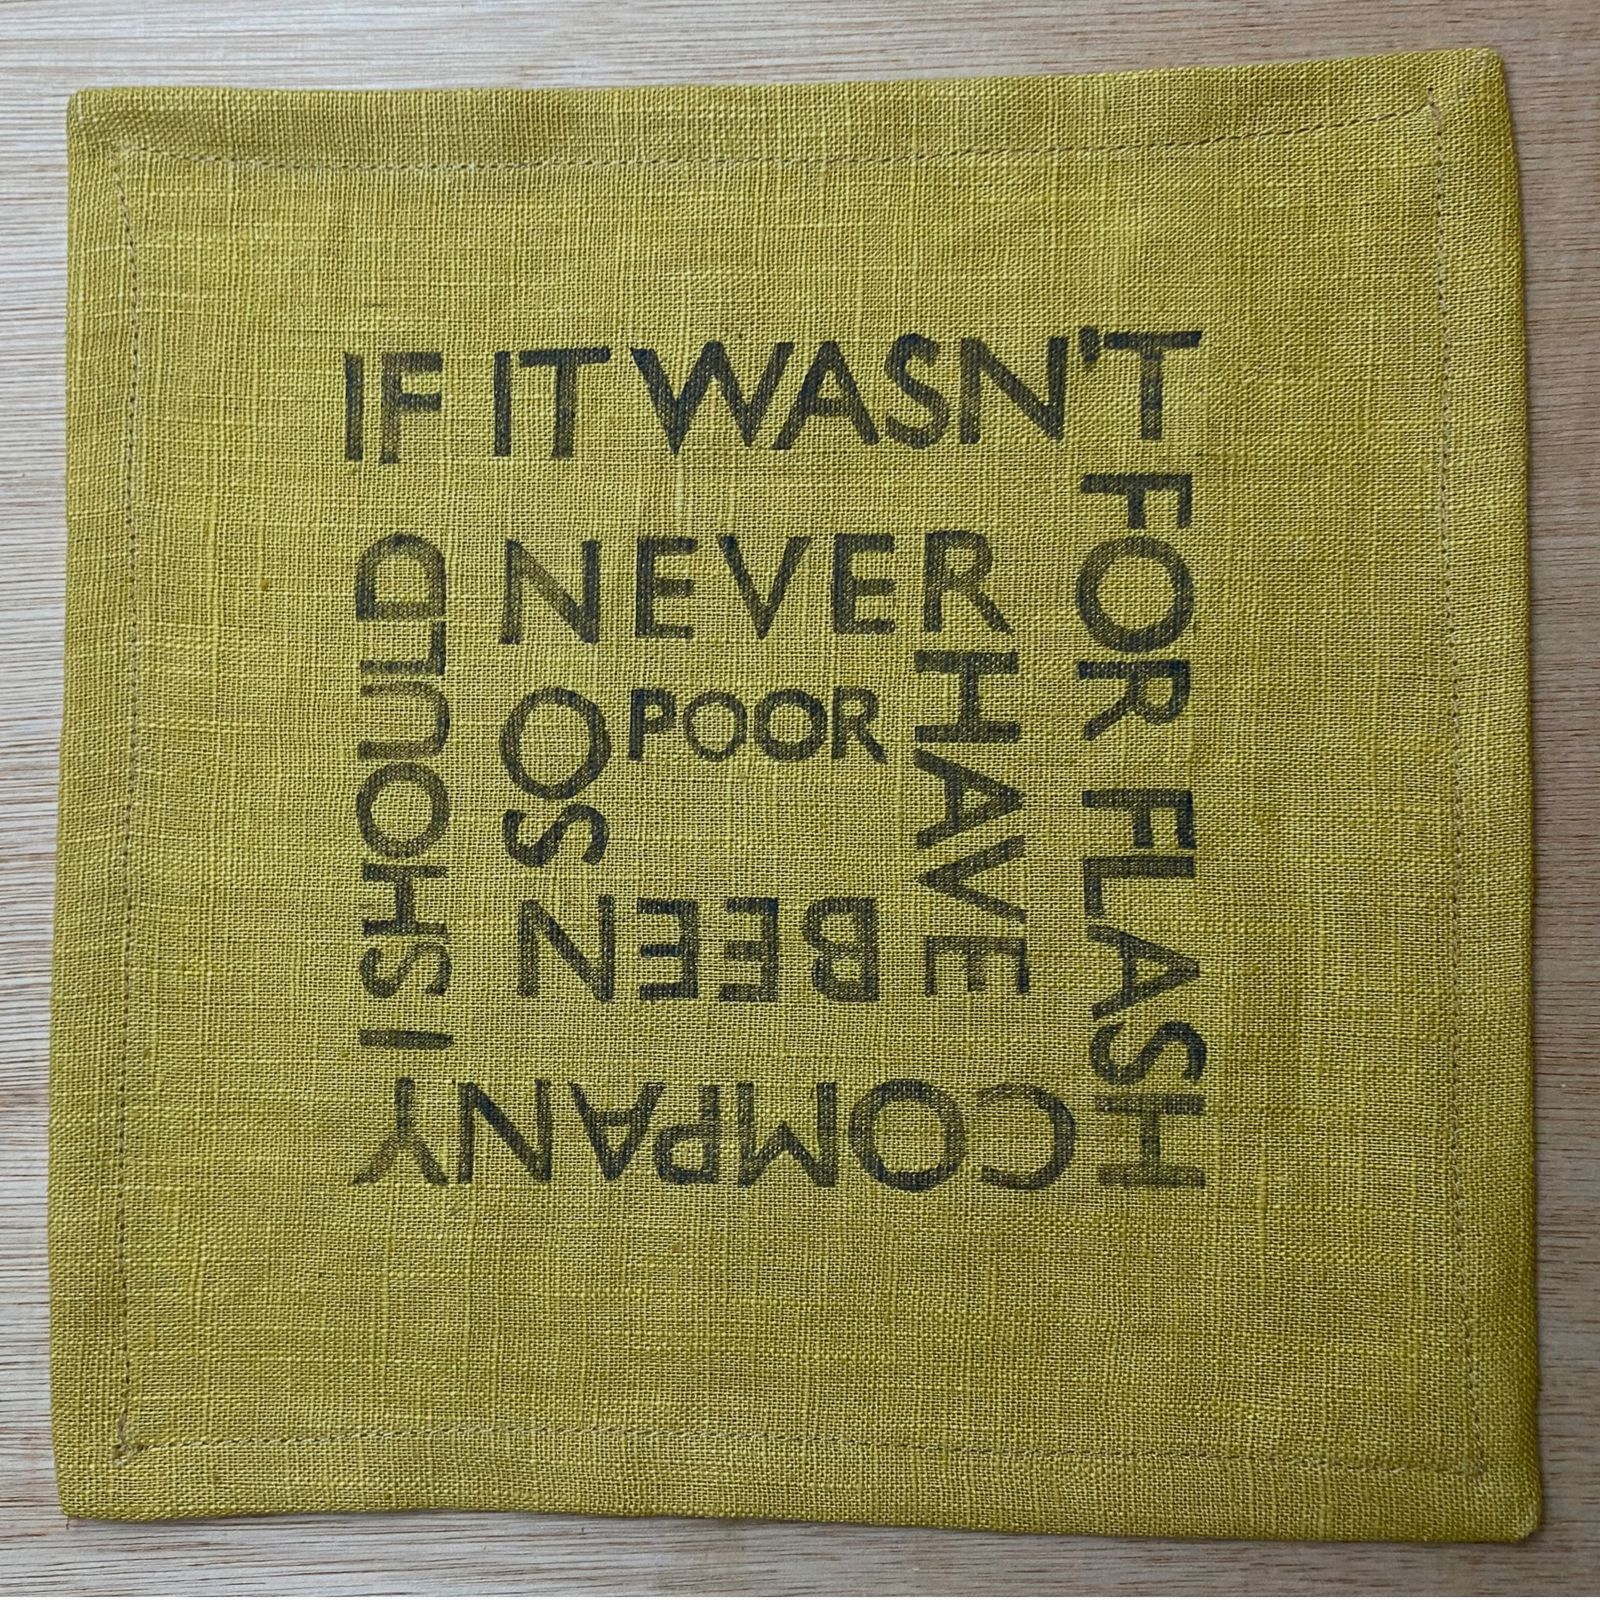 IF IT WASN'T
FOR FLASH
COMPANY
I SHOULD
NEVER
HAVE
BEEN
SO
POOR